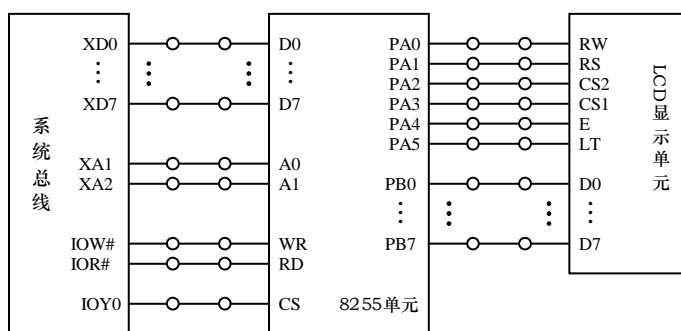 XD0 D0 PA0 RW
PA1 RS
⋮ ⋮ ⋮ ⋮ PA2 CS2
XD7 D7 PA3 CS1
PA4 E
PA5 LT
XA1 A0
XA2 A1 PB0 D0
⋮ ⋮ ⋮ ⋮
IOW# WR PB7 D7
IOR# RD
IOY0 CS 8255单元
系统总线
LCD显示单元